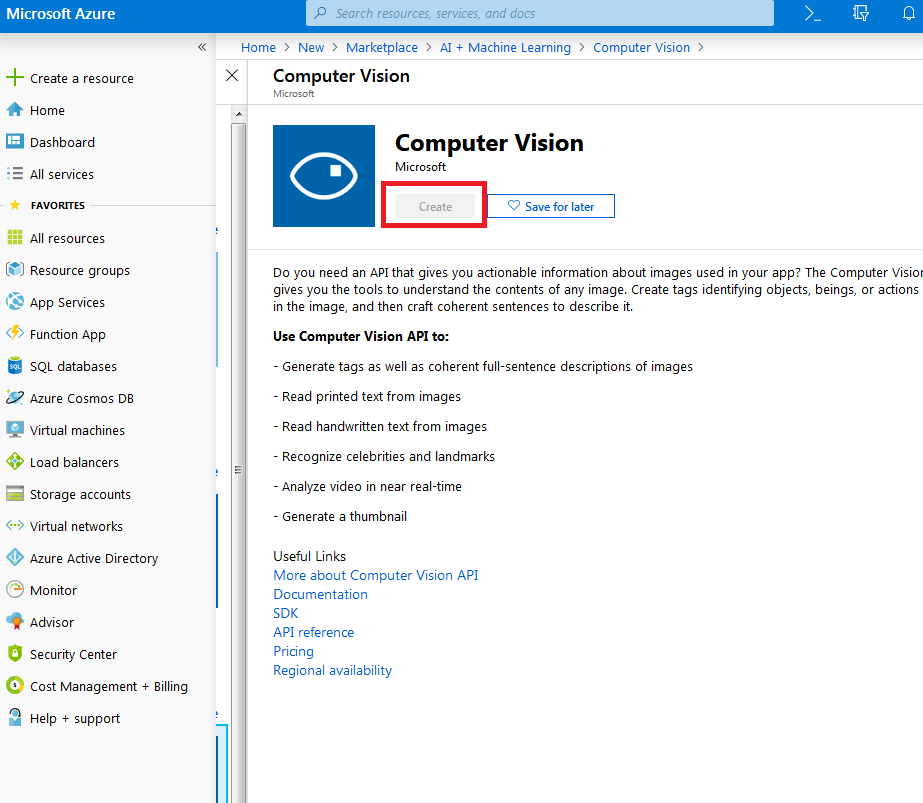 Microsoft Azure
Search resources, services, and docs
Home > New > Marketplace > AI + Machine Learning > Computer Vision >
Create a resource
Home
Dashboard
All services
FAVORITES
All resources
Resource groups
App Services
Function App
SQL databases
Azure Cosmos DB
Virtual machines
Load balancers
Storage accounts
Virtual networks
Azure Active Directory
Monitor
Advisor
Security Center
Cost Management + Billing
Help + support
Computer Vision
Microsoft
Computer Vision
Microsoft
Create
Save for later
Do you need an API that gives you actionable information about images used in your app? The Computer Vision
gives you the tools to understand the contents of any image. Create tags identifying objects, beings, or actions
in the image, and then craft coherent sentences to describe it.
Use Computer Vision API to:
- Generate tags as well as coherent full-sentence descriptions of images
- Read printed text from images
- Read handwritten text from images
- Recognize celebrities and landmarks
- Analyze video in near real-time
- Generate a thumbnail
Useful Links
More about Computer Vision API
Documentation
SDK
API reference
Pricing
Regional availability